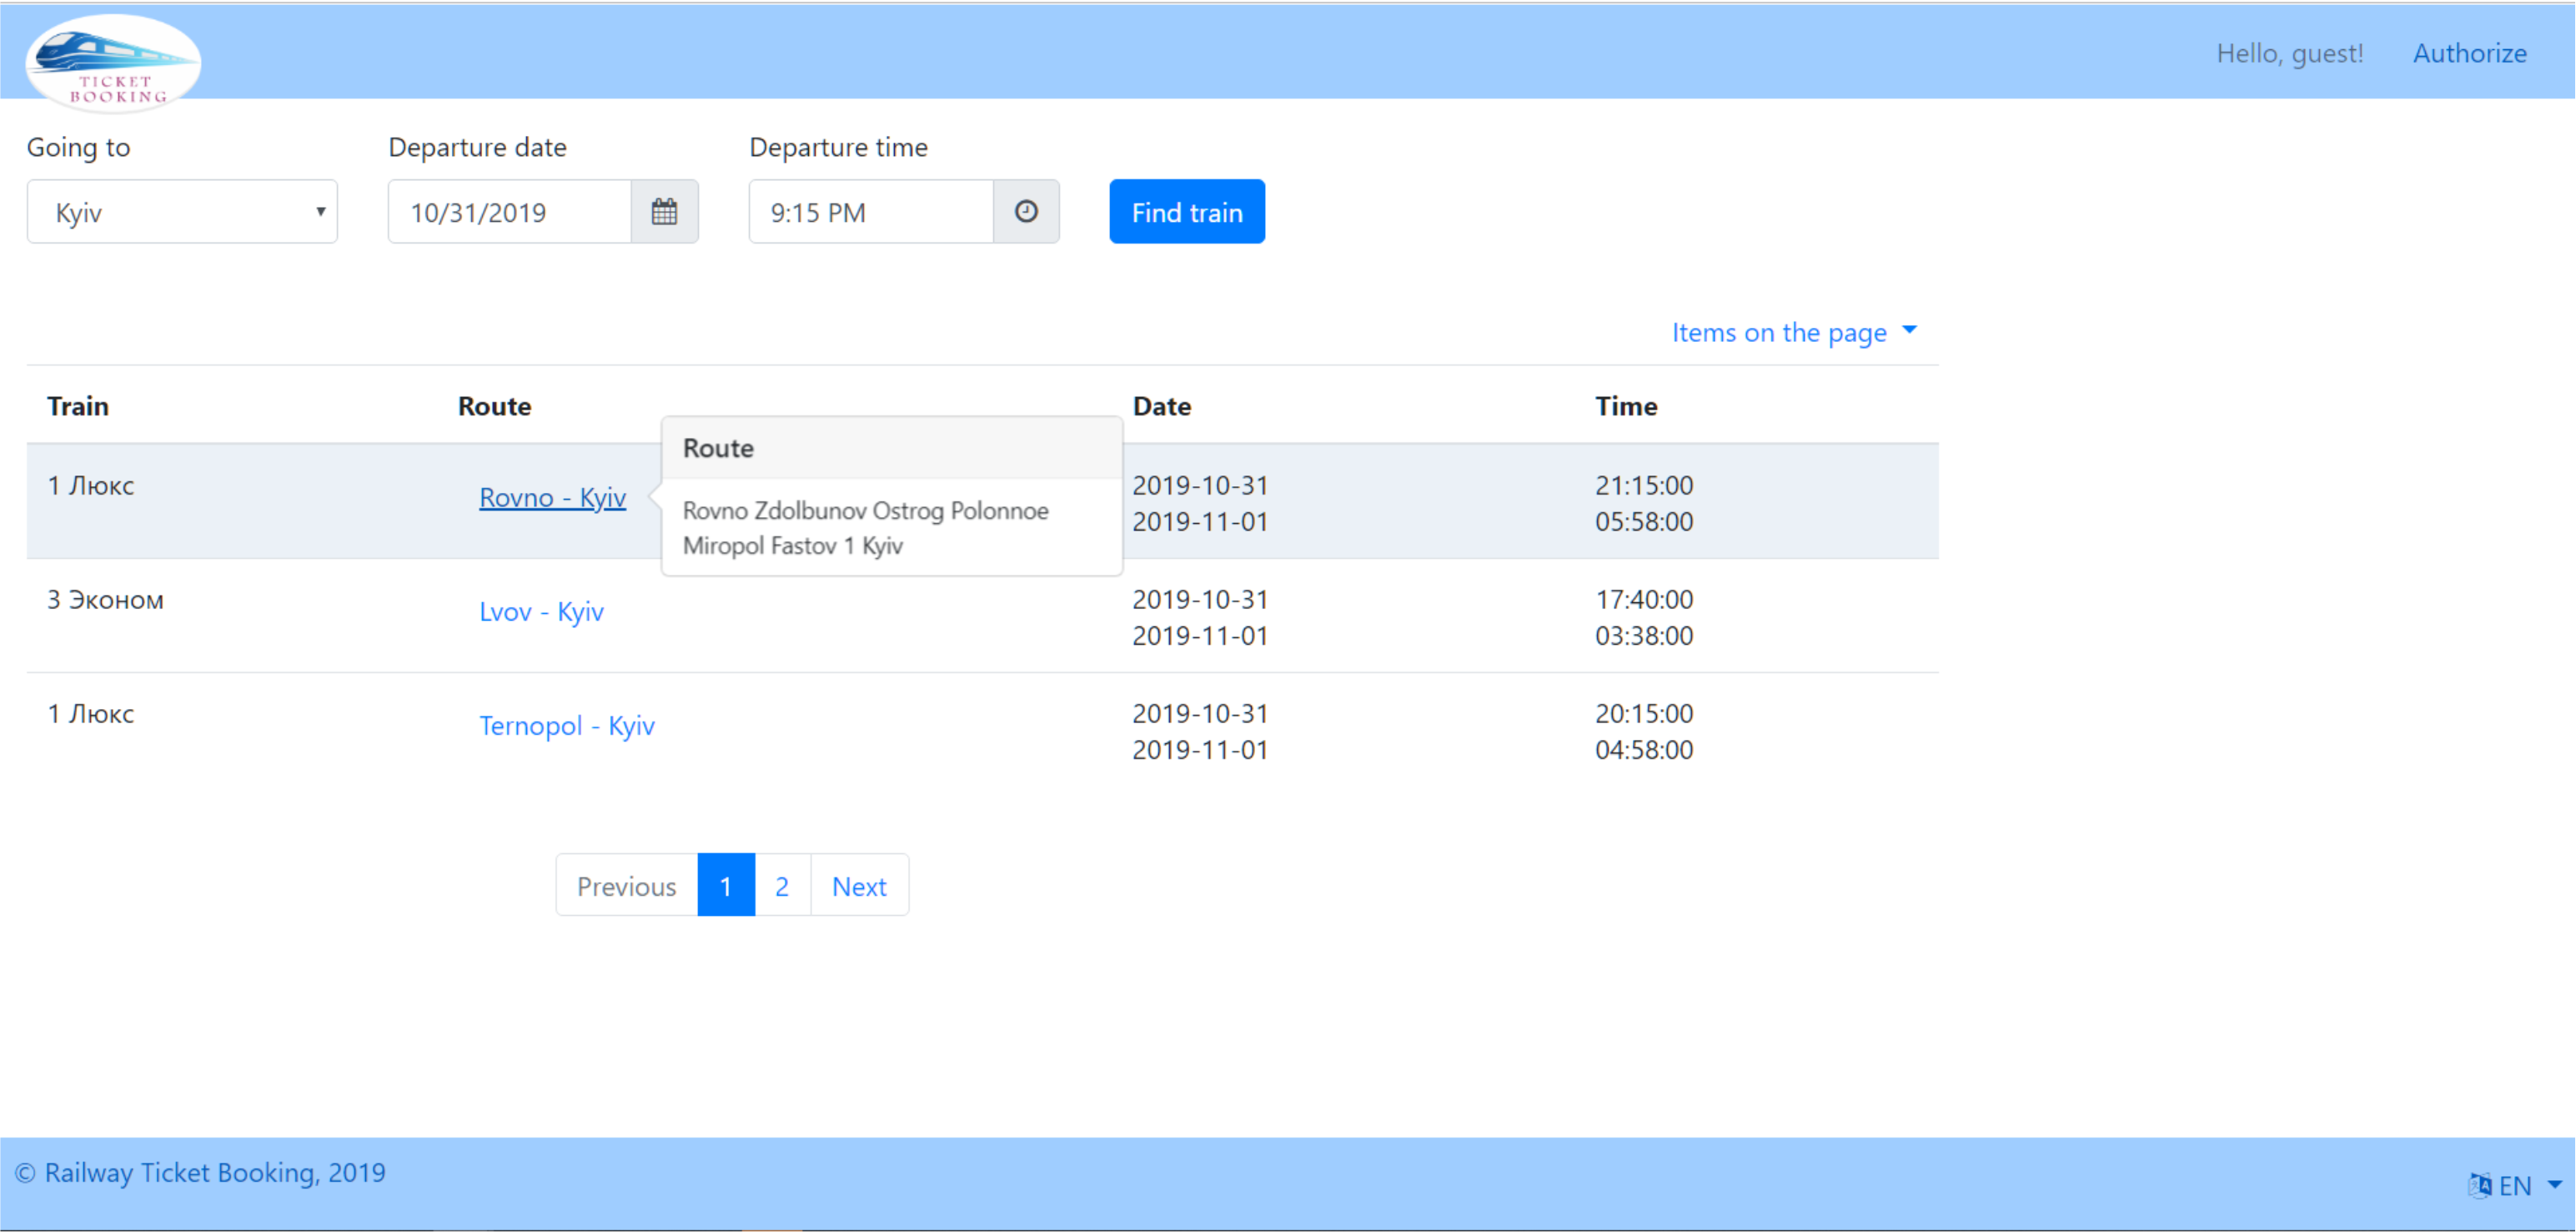 TICKET
BOOKING
Hello, guest! Authorize
Going to Departure date Departure time
Kyiv 10/31/2019 9:15 PM Find train
Items on the page
Train Route Date Time
1 Люкс Rovno - Kyiv 2019-10-31 21:15:00
2019-11-01 05:58:00
Route
Rovno Zdolbunov Ostrog Polonnoe
Miropol Fastov 1 Kyiv
3 Эконом Lvov - Kyiv 2019-10-31 17:40:00
2019-11-01 03:38:00
1 Люкс Ternopol - Kyiv 2019-10-31 20:15:00
2019-11-01 04:58:00
Previous 1 2 Next
© Railway Ticket Booking, 2019
EN